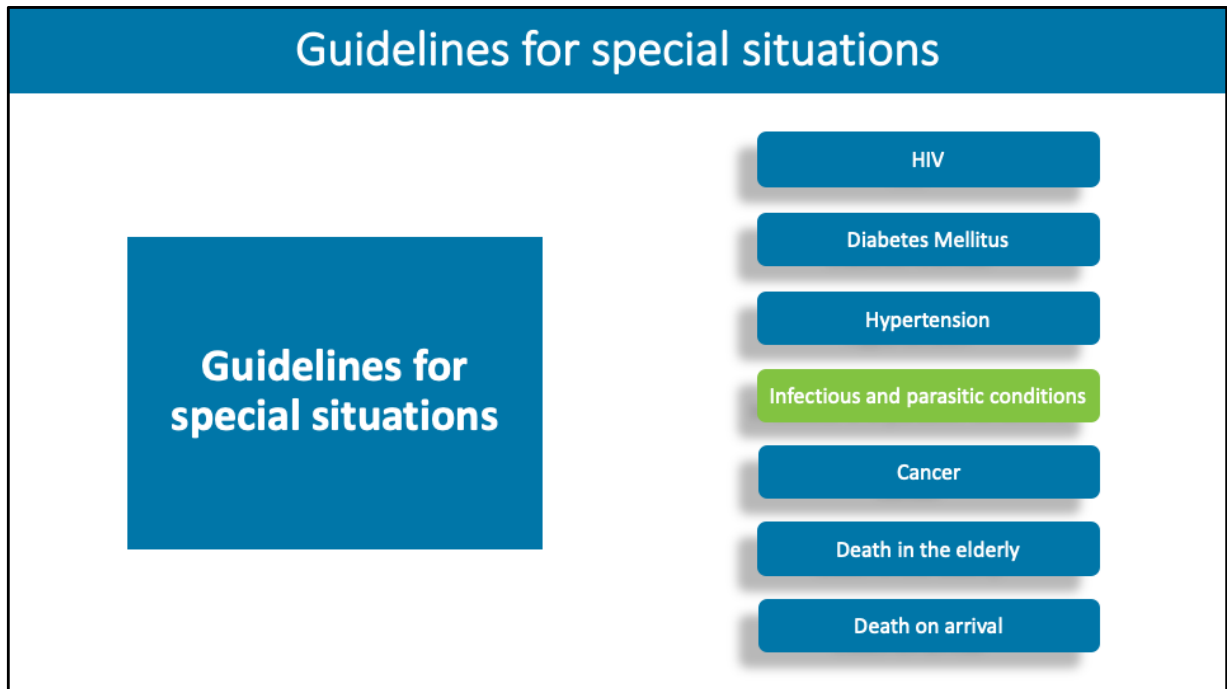 Guidelines for special situations
Guidelines for
special situations
HIV
Diabetes Mellitus
Hypertension
Infectious and parasitic conditions
Cancer
Death in the elderly
Death on arrival